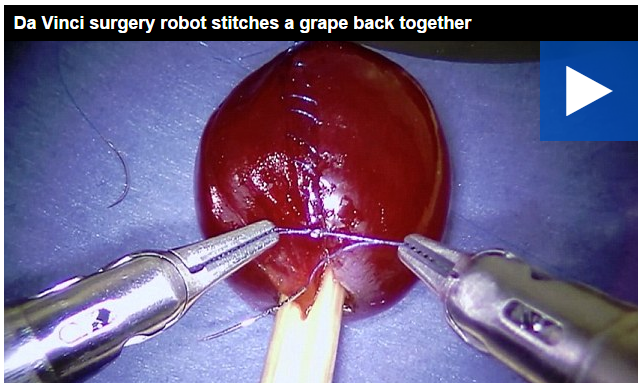 Da Vinci surgery robot stitches a grape back together